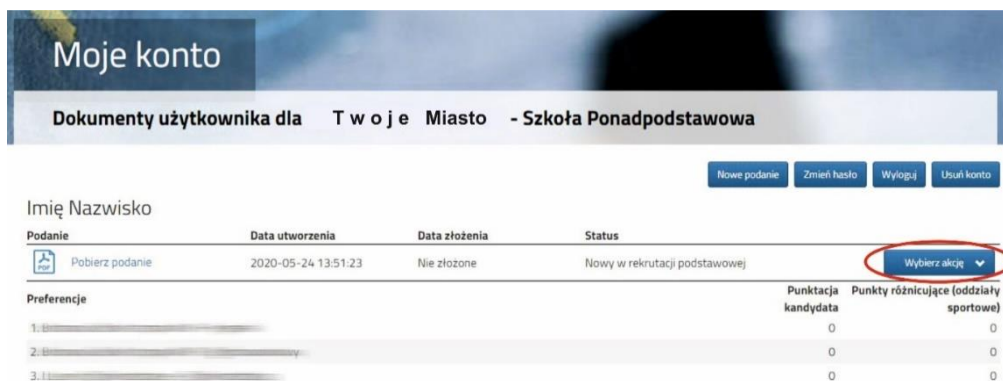 Moje konto
Dokumenty użytkownika dla T w o j e Miasto - Szkoła Ponadpodstawowa
Nowe podanie Zmień hasło Wyloguj Usuń konto
Imię Nazwisko
Podanie Data utworzenia Data złożenia Status
PDF Pobierz podanie 2020-05-24 13:51:23 Nie złożone Nowy w rekrutacji podstawowej Wybierz akcję
Preferencje Punktacja kandydata Punkty różnicujące (oddziały sportowe)
1. 0 0
2. 0 0
3. 0 0